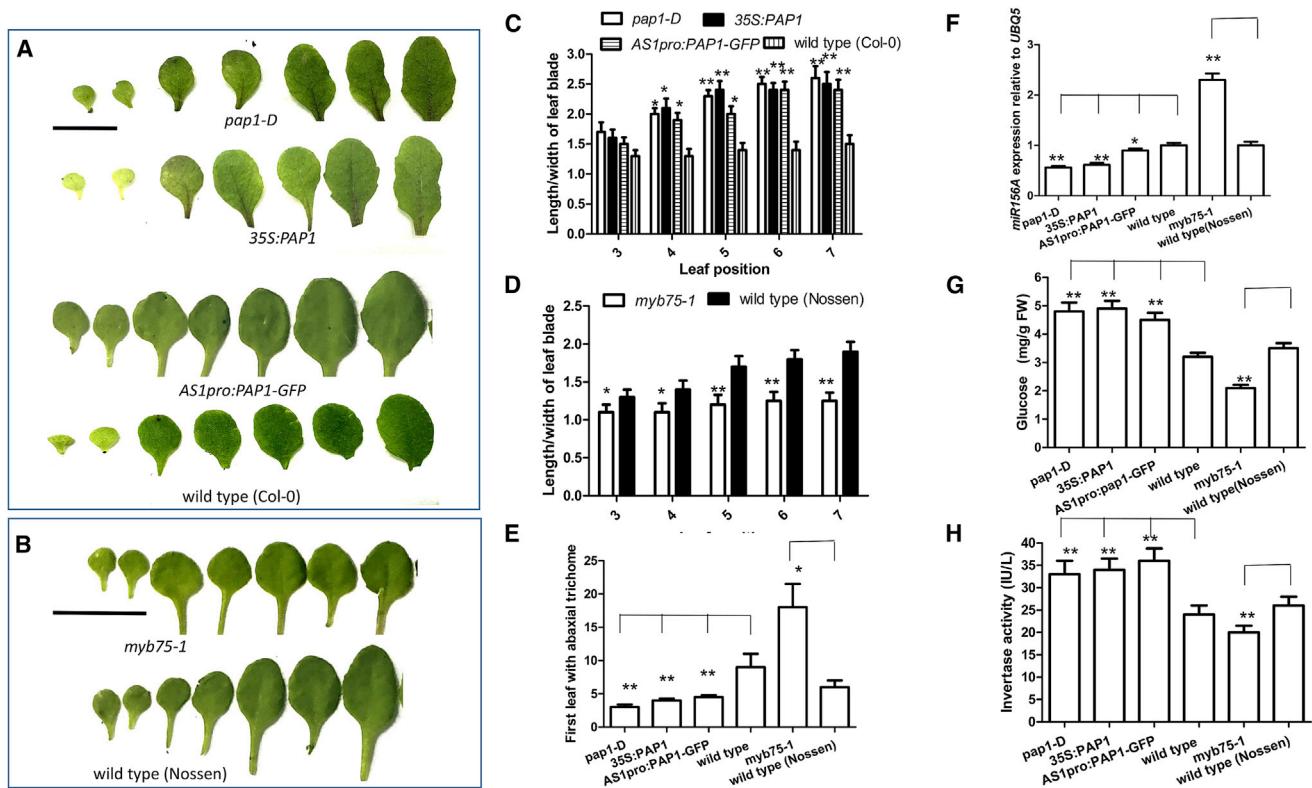 A
pap1-D
35S:PAP1
AS1pro:PAP1-GFP
wild type (Col-0)
B
myb75-1
wild type (Nossen)
C
pap1-D
35S:PAP1
AS1pro:PAP1-GFP
wild type (Col-0)
Length/width of leaf blade
3.0
2.5
2.0
1.5
1.0
0.5
0.0
* * *
** ** *
** ** **
** ** **
3 4 5 6 7
Leaf position
D
myb75-1
wild type (Nossen)
Length/width of leaf blade
2.5
2.0
1.5
1.0
0.5
0.0
* * ** ** **
3 4 5 6 7
E
First leaf with abaxial trichome
25
20
15
10
5
0
** ** ** *
pap1-D
35S:PAP1
AS1pro:PAP1-GFP
wild type
myb75-1
wild type (Nossen)
F
miR156A expression relative to UBQ5
3
2
1
0
** ** * **
pap1-D
35S:PAP1
AS1pro:PAP1-GFP
wild type
myb75-1
wild type(Nossen)
G
Glucose (mg/g FW)
6
5
4
3
2
1
0
** ** ** **
pap1-D
35S:PAP1
AS1pro:pap1-GFP
wild type
myb75-1
wild type(Nossen)
H
Invertase activity (IU/L)
40
35
30
25
20
15
10
5
0
** ** ** **
pap1-D
35S:PAP1
AS1pro:PAP1-GFP
wild type
myb75-1
wild type (Nossen)